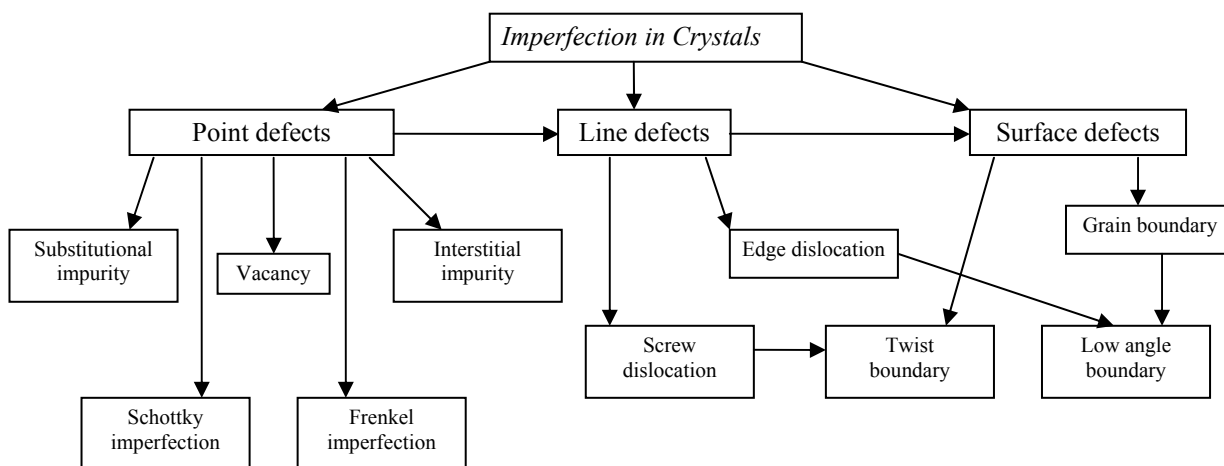 Imperfection in Crystals
Point defects
Line defects
Surface defects
Substitutional
impurity
Vacancy
Interstitial
impurity
Edge dislocation
Grain boundary
Screw
dislocation
Twist
boundary
Low angle
boundary
Schottky
imperfection
Frenkel
imperfection